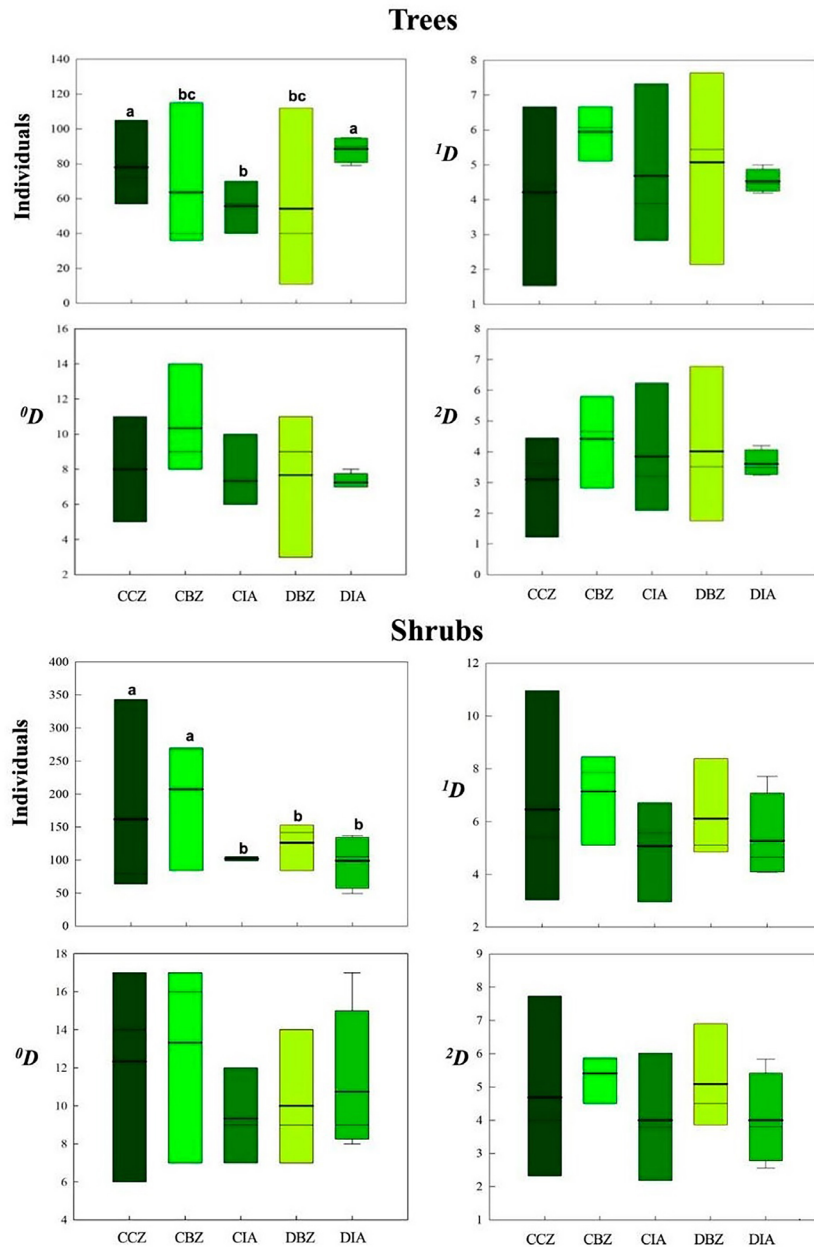 Trees
Individuals
140
120
100
80
60
40
20
0
a
bc
b
bc
a
¹D
8
7
6
5
4
3
2
1
⁰D
16
14
12
10
8
6
4
2
CCZ CBZ CIA DBZ DIA
²D
8
7
6
5
4
3
2
1
0
CCZ CBZ CIA DBZ DIA
Shrubs
Individuals
400
350
300
250
200
150
100
50
0
a
a
b
b
b
¹D
12
10
8
6
4
2
⁰D
18
16
14
12
10
8
6
4
CCZ CBZ CIA DBZ DIA
²D
9
8
7
6
5
4
3
2
1
CCZ CBZ CIA DBZ DIA